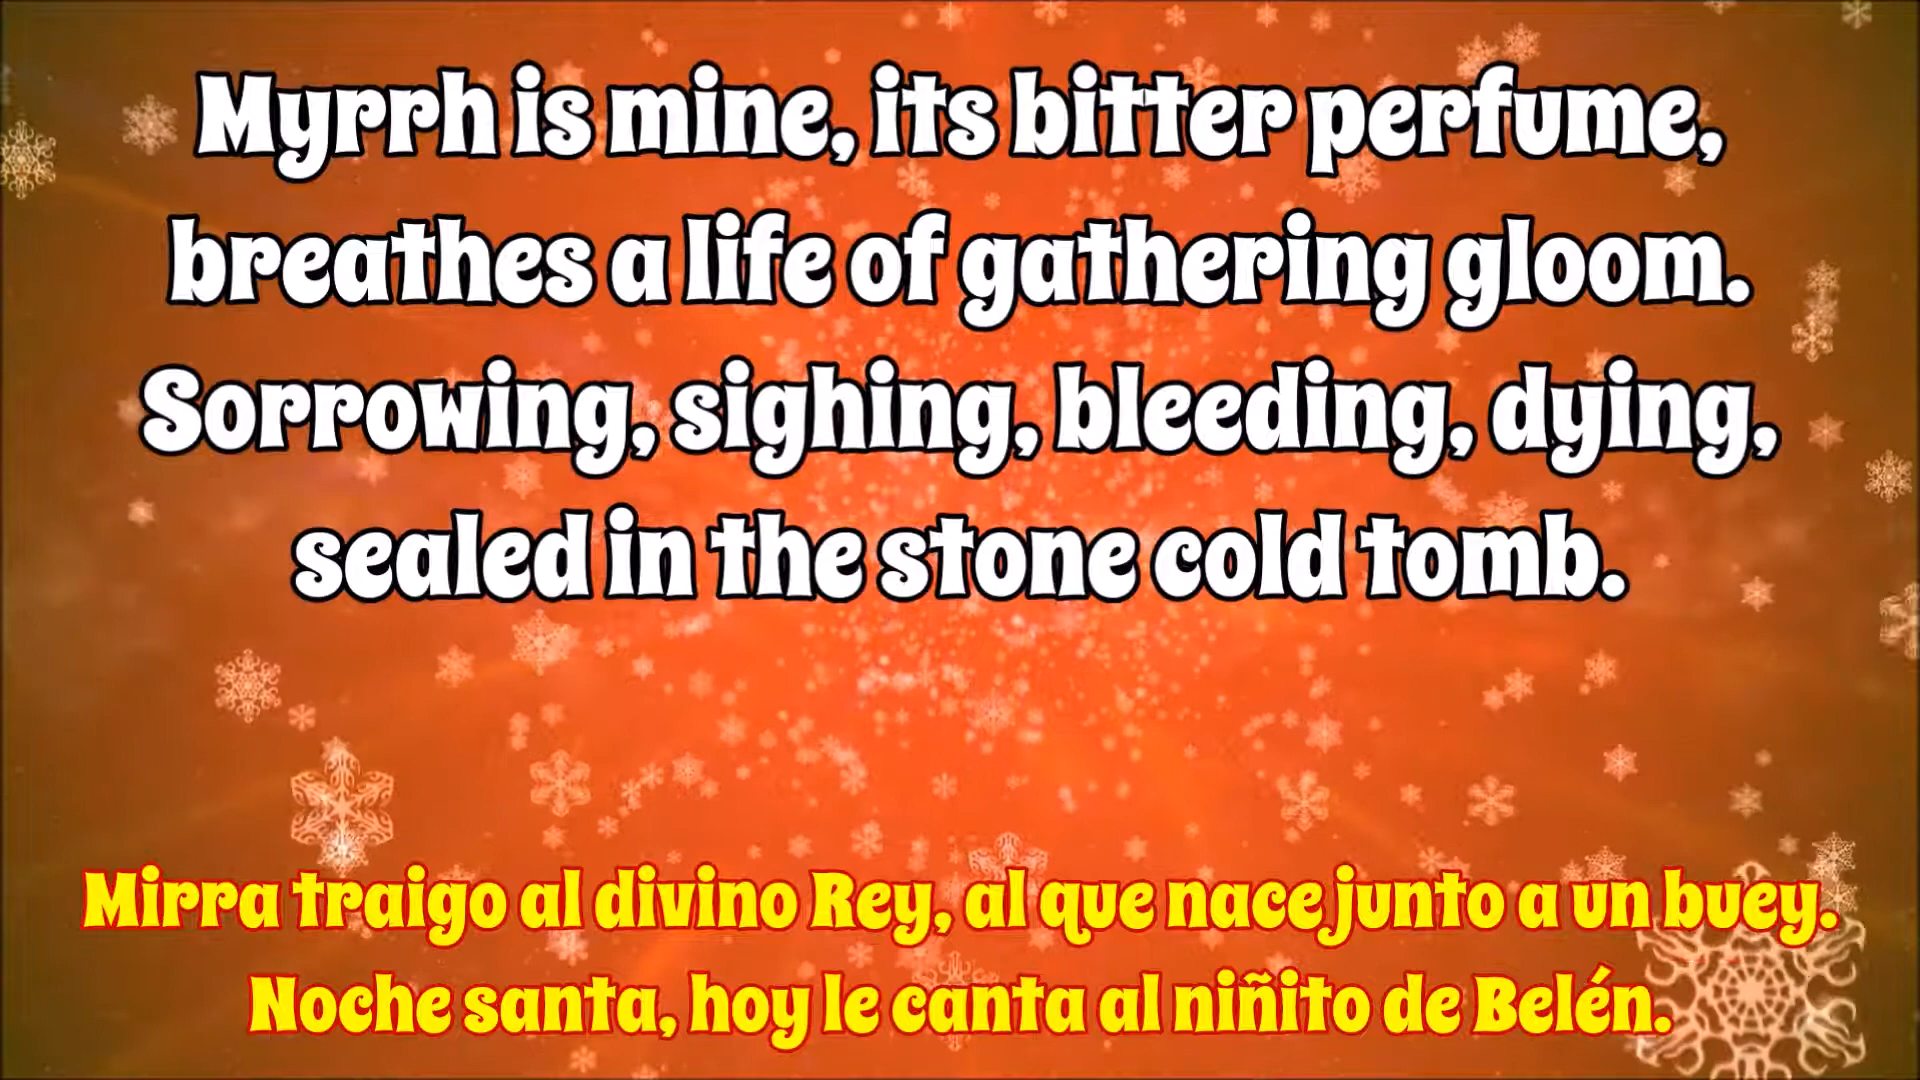 Myrrh is mine, its bitter perfume,
breathes a life of gathering gloom.
Sorrowing, sighing, bleeding, dying,
sealed in the stone cold tomb.
Mirra traigo al divino Rey, al que nace junto a un buey.
Noche santa, hoy le canta al niñito de Belén.